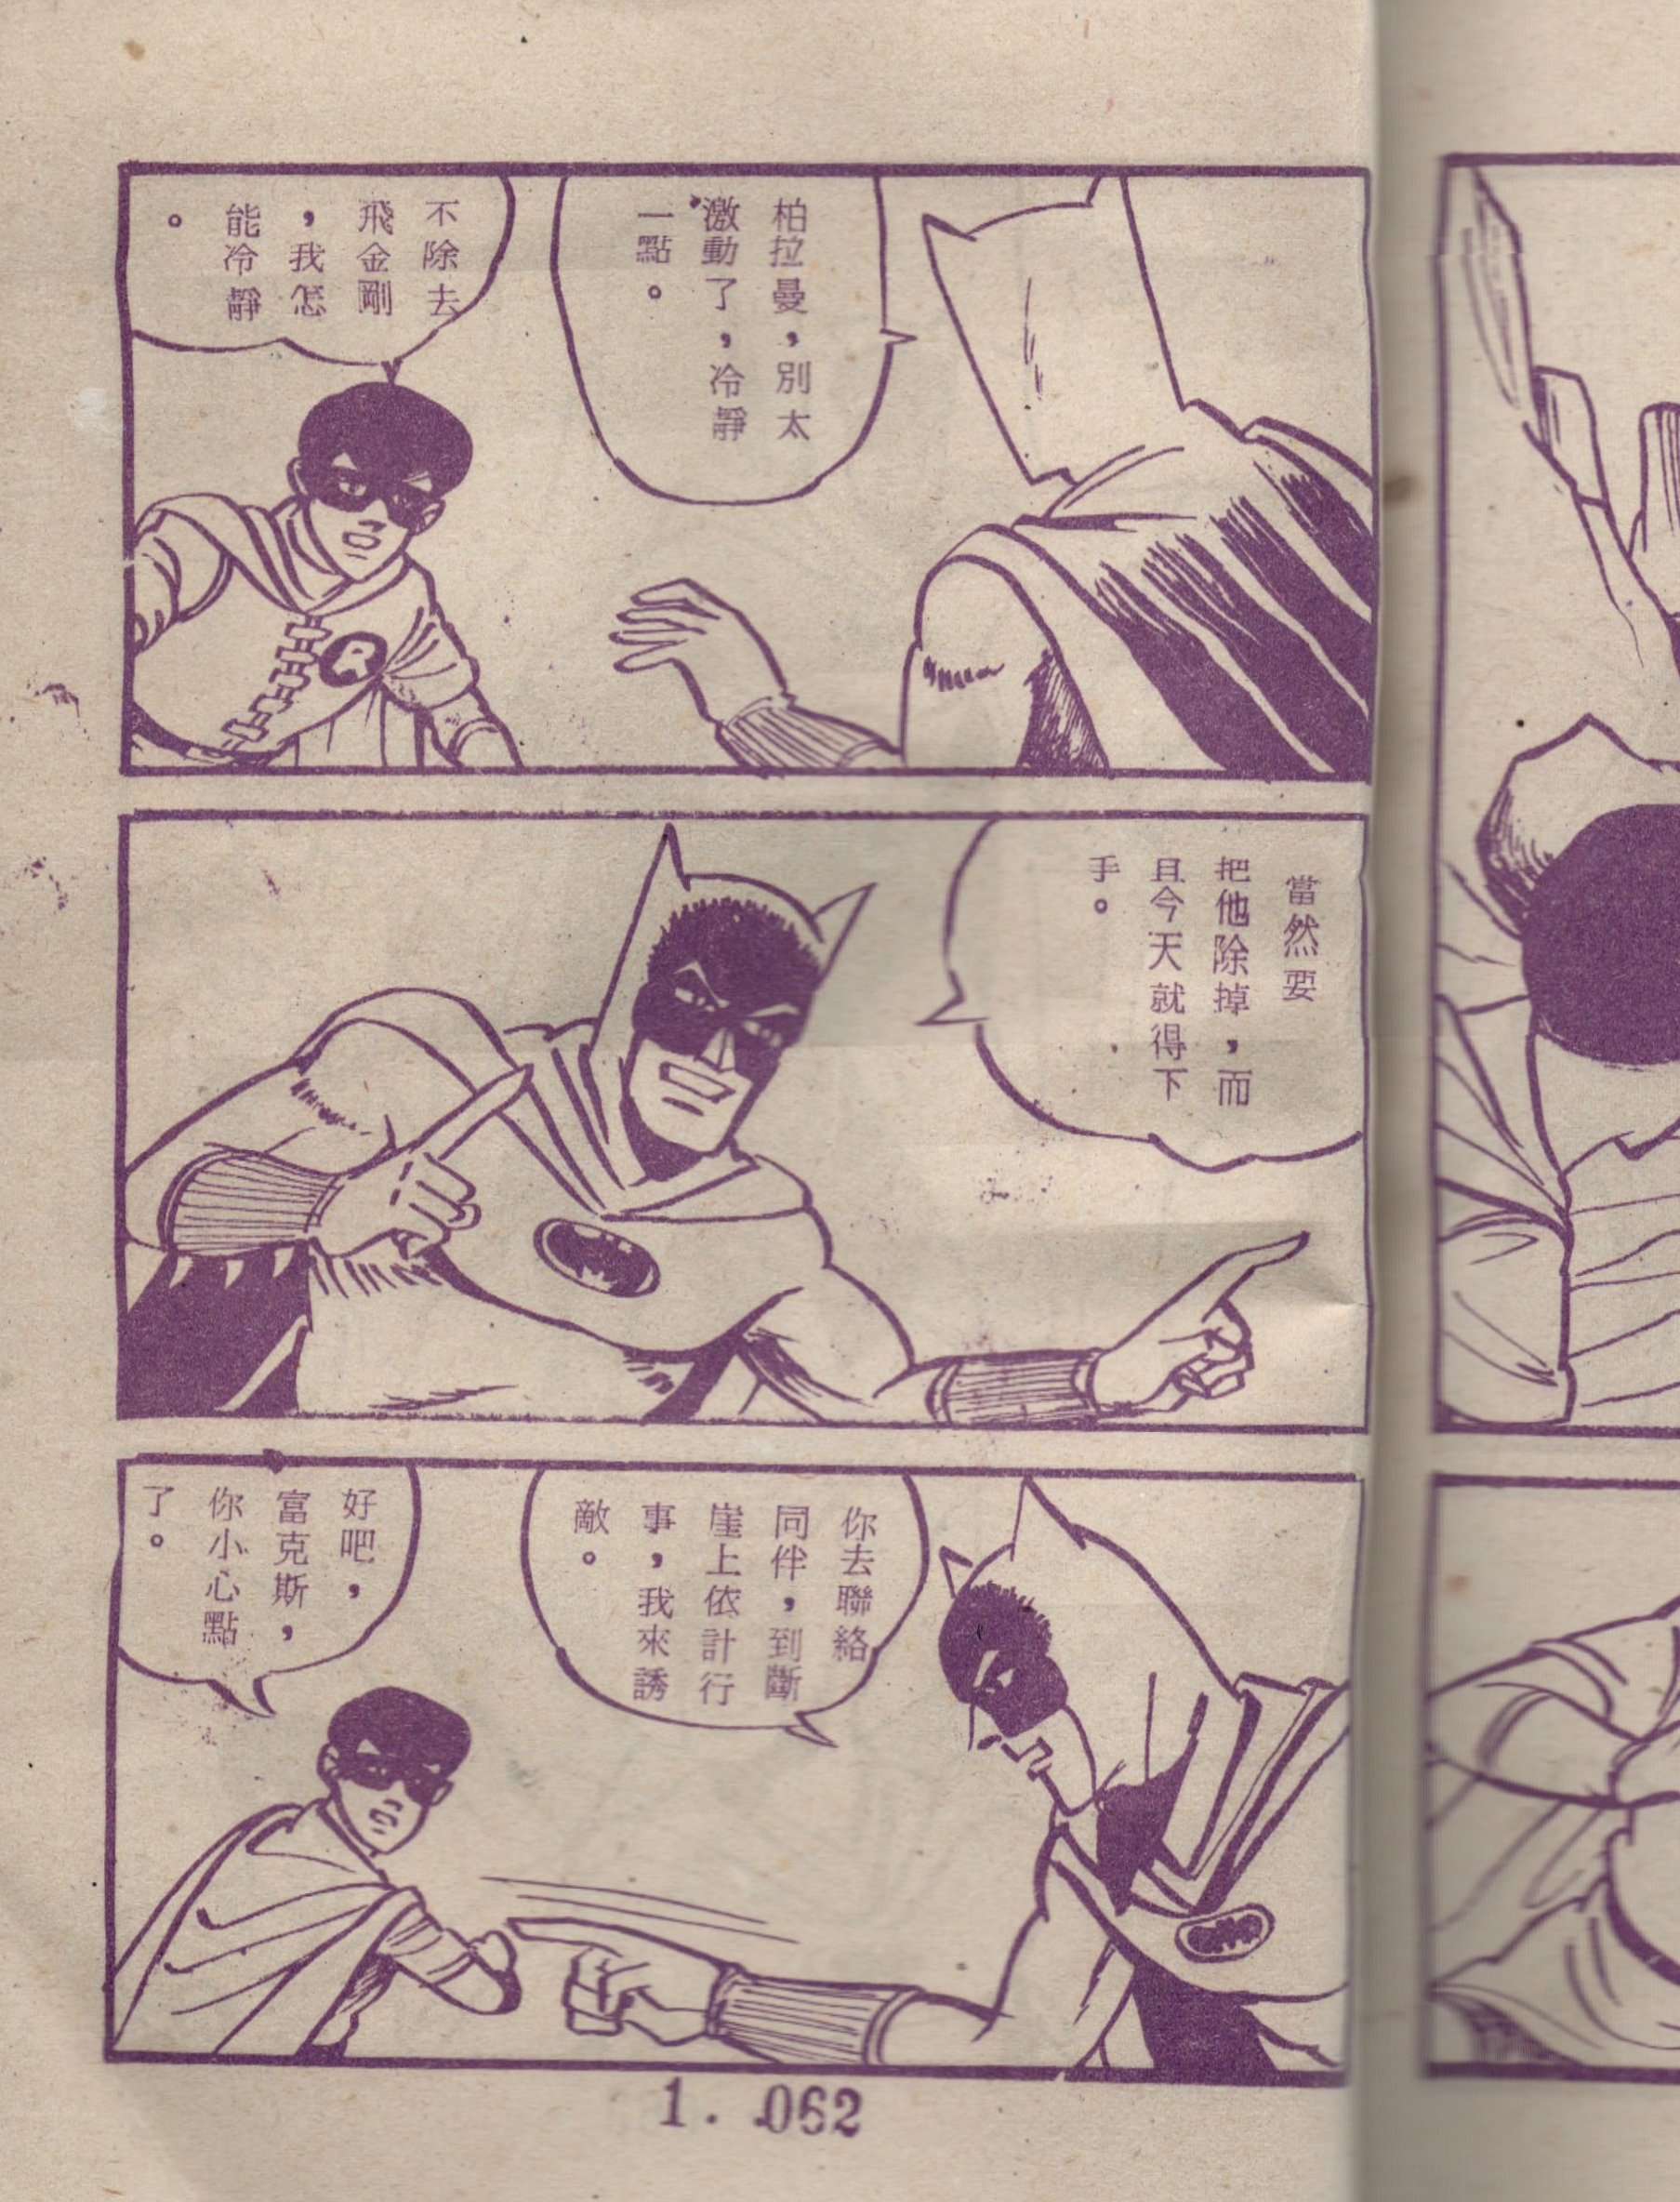 柏拉曼，別太
激動了，冷靜
一點。
不除去
飛金剛
，我怎
能冷靜
。
R
當然要
把他除掉，而
且今天就得下
手。
你去聯絡
同伴，到斷
崖上依計行
事，我來誘
敵。
好吧，
富克斯，
你小心點
了。
1. .062